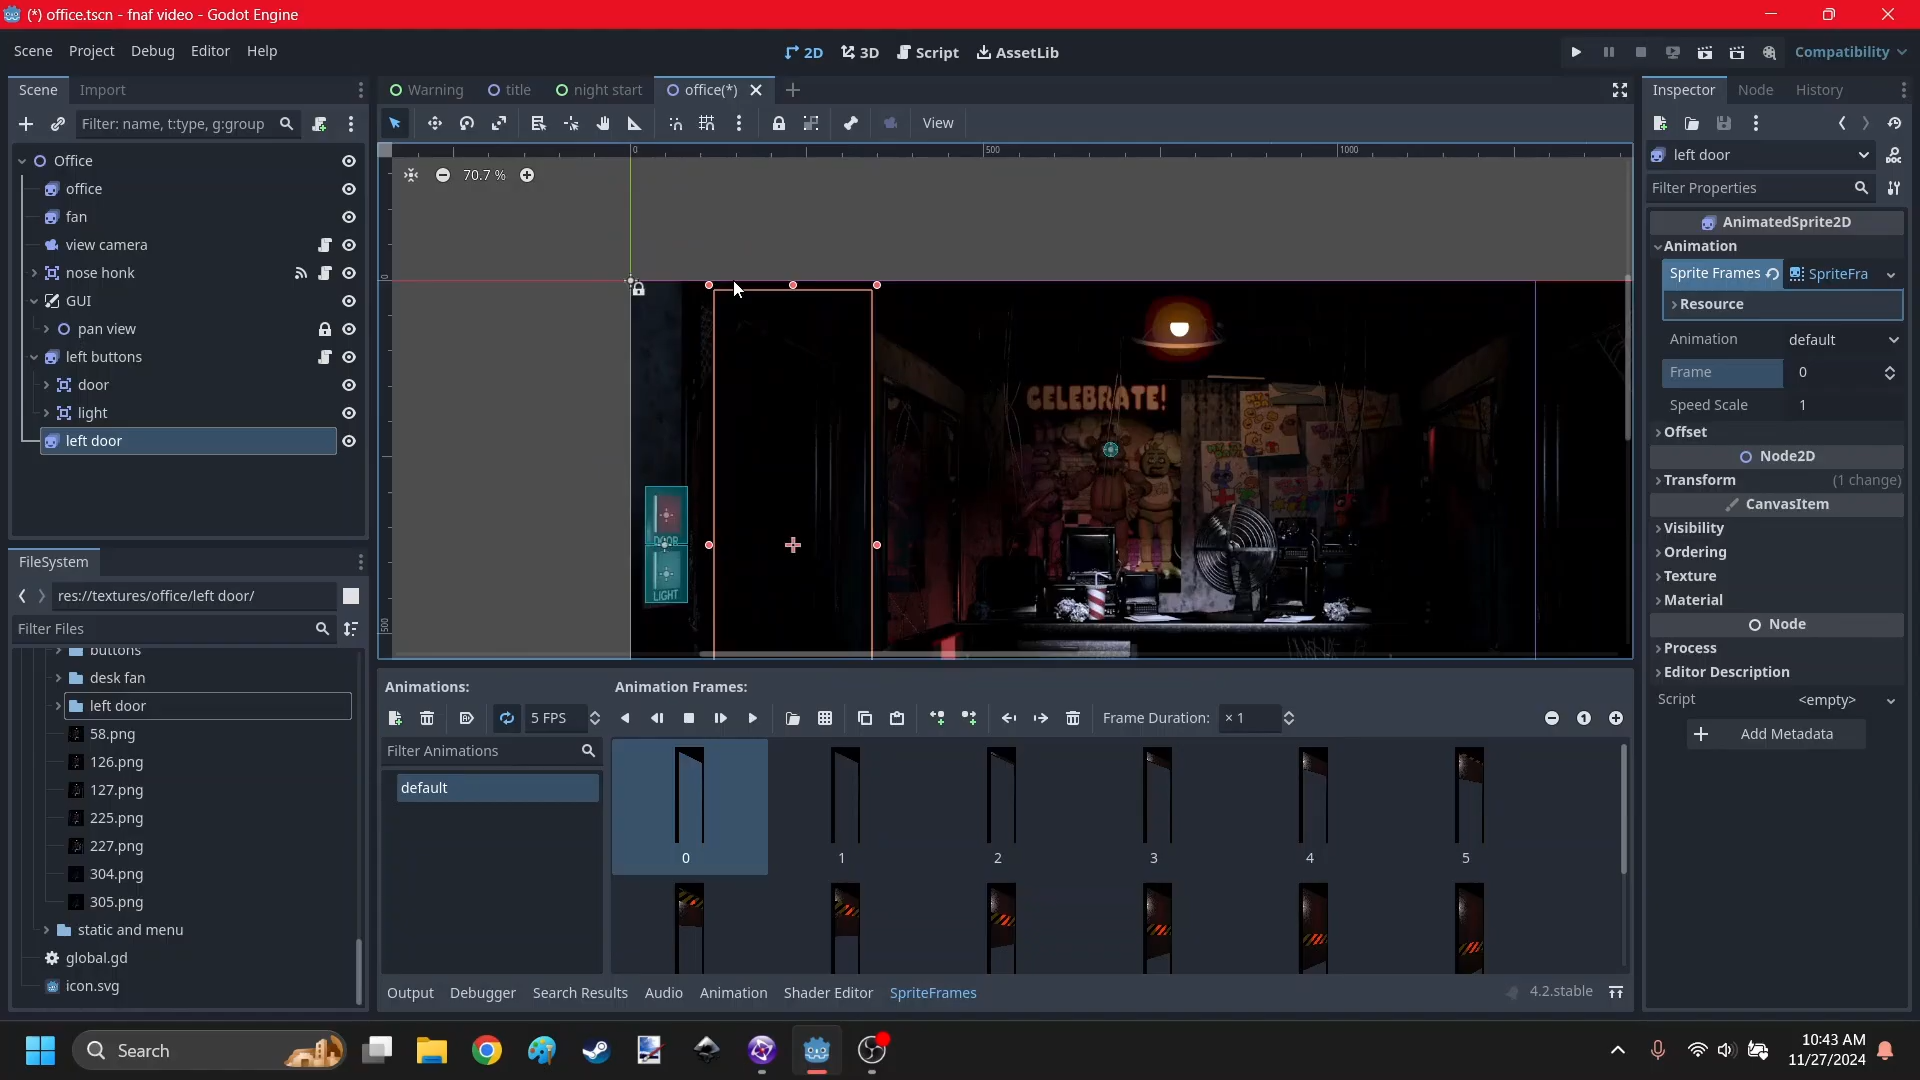 (*) office.tscn - fnaf video - Godot Engine
Scene Project Debug Editor Help
2D 3D Script AssetLib
Compatibility
Scene Import
Filter: name, t:type, g:group
Office
office
fan
view camera
nose honk
GUI
pan view
left buttons
door
light
left door
FileSystem
res://textures/office/left door/
Filter Files
buttons
desk fan
left door
58.png
126.png
127.png
225.png
227.png
304.png
305.png
static and menu
global.gd
icon.svg
Warning title night start office(*)
View
0 500 1000
70.7 %
0
500
CELEBRATE!
DOOR
LIGHT
Animations:
5 FPS
Filter Animations
default
Animation Frames:
Frame Duration: × 1
0 1 2 3 4 5
Output Debugger Search Results Audio Animation Shader Editor SpriteFrames
4.2.stable
Inspector Node History
left door
Filter Properties
AnimatedSprite2D
Animation
Sprite Frames SpriteFra
Resource
Animation default
Frame 0
Speed Scale 1
Offset
Node2D
Transform (1 change)
CanvasItem
Visibility
Ordering
Texture
Material
Node
Process
Editor Description
Script <empty>
Add Metadata
Search
10:43 AM
11/27/2024